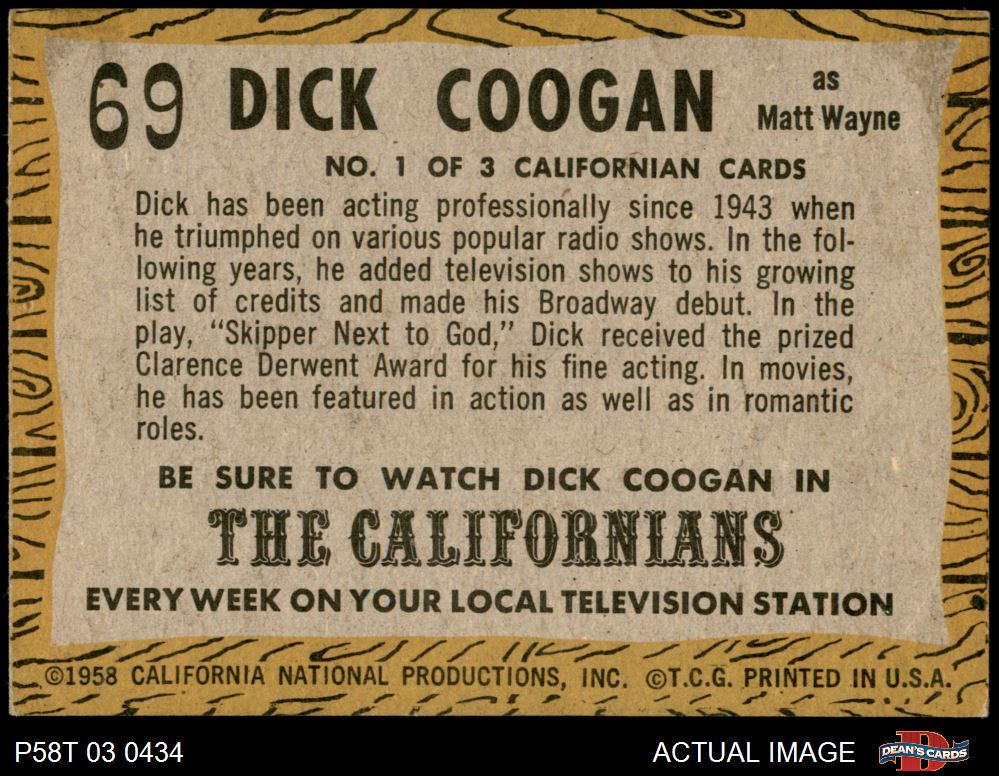 69 DICK COOGAN as Matt Wayne
NO. 1 OF 3 CALIFORNIAN CARDS
Dick has been acting professionally since 1943 when
he triumphed on various popular radio shows. In the fol-
lowing years, he added television shows to his growing
list of credits and made his Broadway debut. In the
play, "Skipper Next to God," Dick received the prized
Clarence Derwent Award for his fine acting. In movies,
he has been featured in action as well as in romantic
roles.
BE SURE TO WATCH DICK COOGAN IN
THE CALIFORNIANS
EVERY WEEK ON YOUR LOCAL TELEVISION STATION
©1958 CALIFORNIA NATIONAL PRODUCTIONS, INC. ©T.C.G. PRINTED IN U.S.A.
P58T 03 0434 ACTUAL IMAGE DEAN'S CARDS